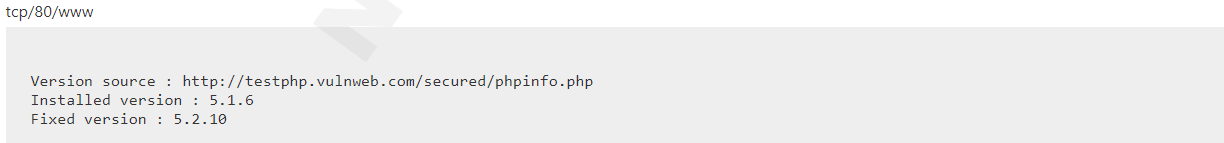 tcp/80/www
Version source : http://testphp.vulnweb.com/secured/phpinfo.php
Installed version : 5.1.6
Fixed version : 5.2.10